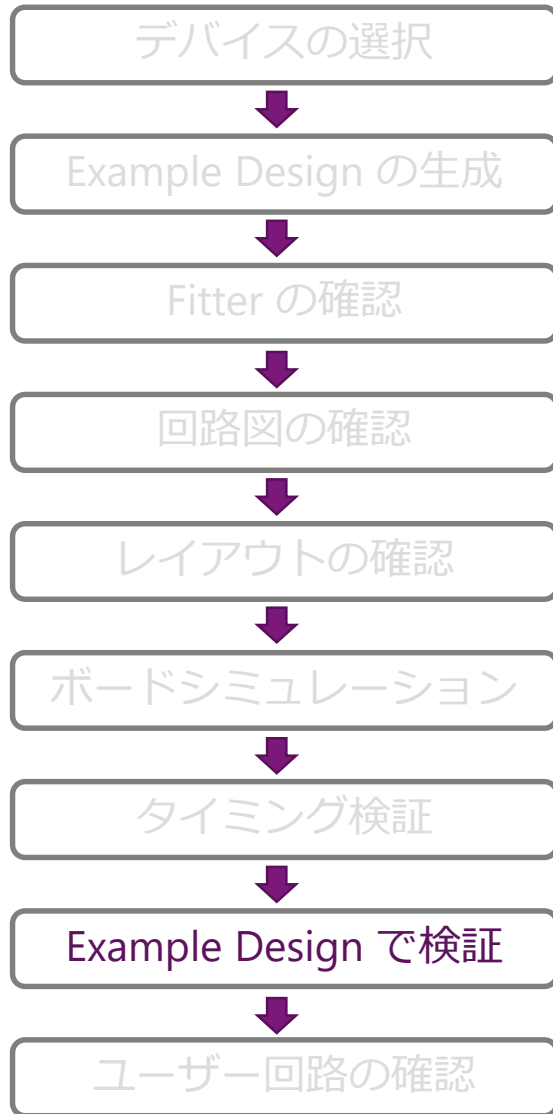 デバイスの選択
Example Design の生成
Fitter の確認
回路図の確認
レイアウトの確認
ボードシミュレーション
タイミング検証
Example Design で検証
ユーザー回路の確認